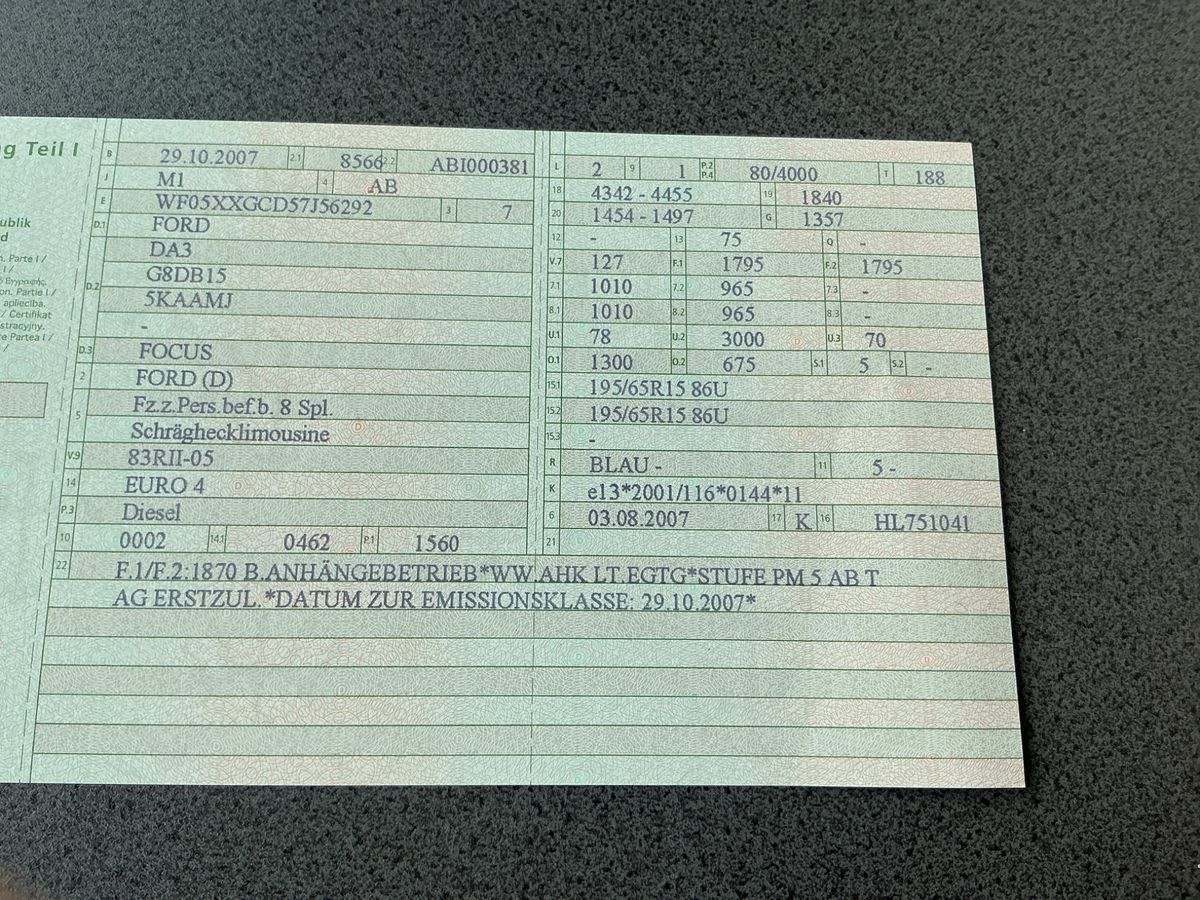 g Teil I
ublik
d
n. Parte I /
I /
on. Partie I /
apliecība.
/ Certifikat
stracyjny.
e Partea I /
/
B 29.10.2007 2.1 8566 2.2 ABI000381
J M1 4 AB
E WF05XXGCD57J56292 3 7
D.1 FORD
DA3
D.2 G8DB15
5KAAMJ
-
D.3 FOCUS
2 FORD (D)
5 Fz.z.Pers.bef.b. 8 Spl.
Schräghecklimousine
V.9 83RII-05
14 EURO 4
P.3 Diesel
10 0002 14.1 0462 P.1 1560
L 2 9 1 P.2 P.4 80/4000 T 188
18 4342 - 4455 19 1840
20 1454 - 1497 G 1357
12 - 13 75 Q -
V.7 127 F.1 1795 F.2 1795
7.1 1010 7.2 965 7.3 -
8.1 1010 8.2 965 8.3 -
U.1 78 U.2 3000 U.3 70
O.1 1300 O.2 675 S.1 5 S.2 -
15.1 195/65R15 86U
15.2 195/65R15 86U
15.3 -
R BLAU - 11 5 -
K e13*2001/116*0144*11
6 03.08.2007 17 K 16 HL751041
21
22 F.1/F.2:1870 B.ANHÄNGEBETRIEB*WW.AHK LT.EGTG*STUFE PM 5 AB T
AG ERSTZUL.*DATUM ZUR EMISSIONSKLASSE: 29.10.2007*